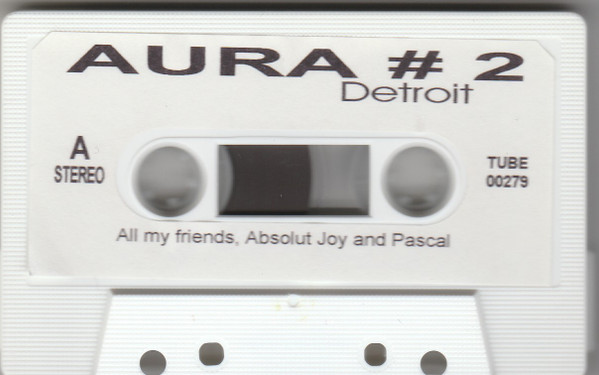 AURA # 2
Detroit
A
STEREO
TUBE
00279
All my friends, Absolut Joy and Pascal